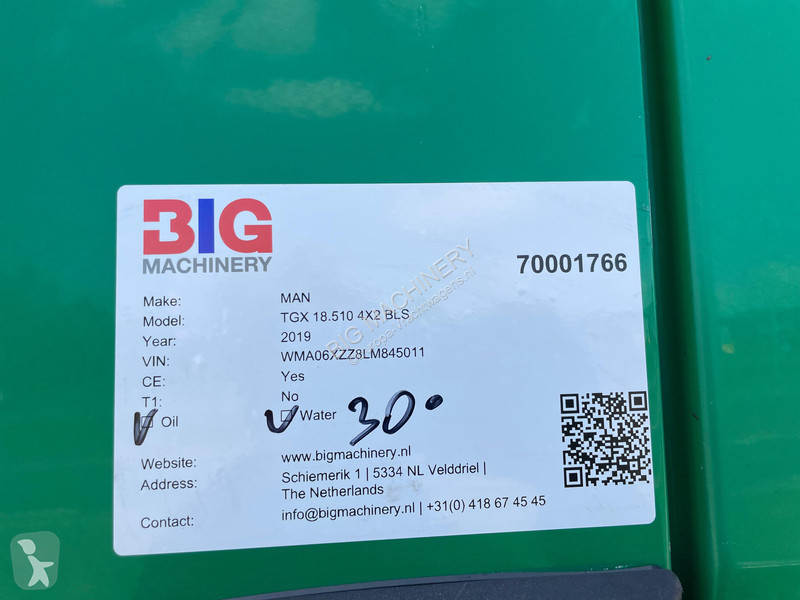 BIG
MACHINERY
70001766
Make: MAN
Model: TGX 18.510 4X2 BLS
Year: 2019
VIN: WMA06XZZ8LM845011
CE: Yes
T1: No
Oil Water 30
Website: www.bigmachinery.nl
Address: Schiemerik 1 | 5334 NL Velddriel |
The Netherlands
Contact: info@bigmachinery.nl | +31(0) 418 67 45 45
BIG MACHINERY